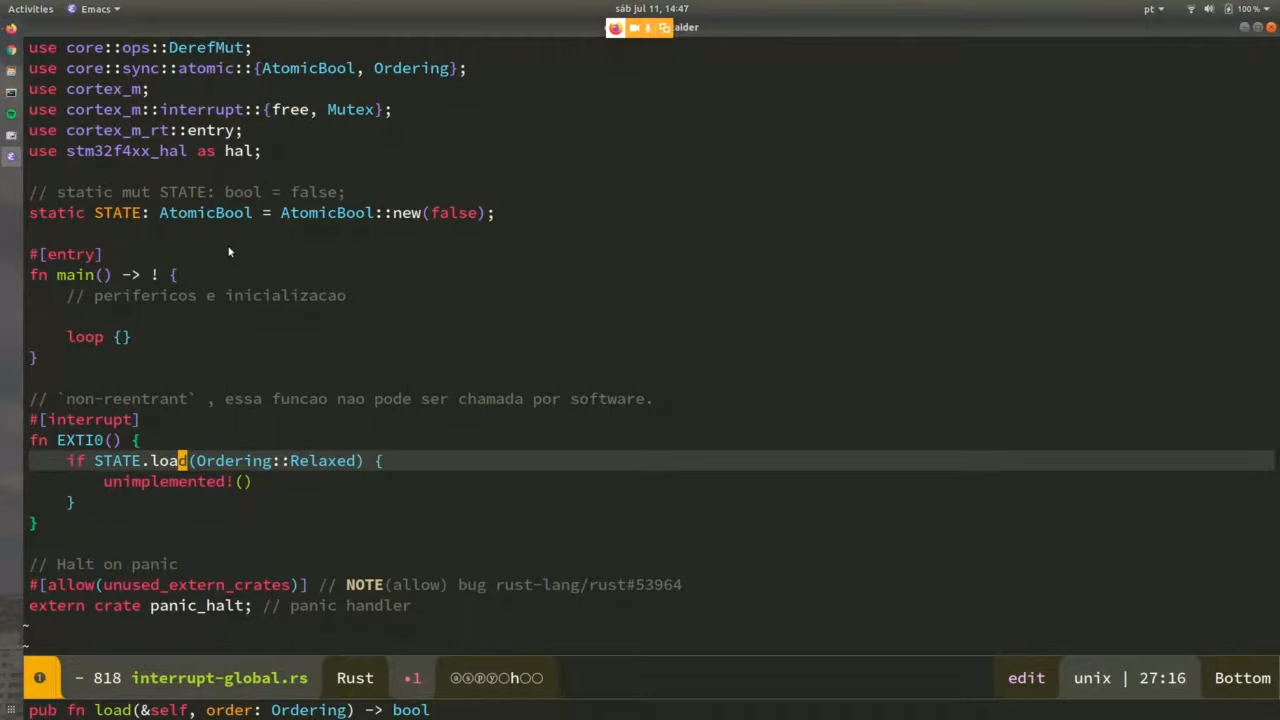 Activities Emacs sáb jul 11, 14:47 pt 100%
alder
use core::ops::DerefMut;
use core::sync::atomic::{AtomicBool, Ordering};
use cortex_m;
use cortex_m::interrupt::{free, Mutex};
use cortex_m_rt::entry;
use stm32f4xx_hal as hal;
// static mut STATE: bool = false;
static STATE: AtomicBool = AtomicBool::new(false);
#[entry]
fn main() -> ! {
// perifericos e inicializacao
loop {}
}
// `non-reentrant` , essa funcao nao pode ser chamada por software.
#[interrupt]
fn EXTI0() {
if STATE.load(Ordering::Relaxed) {
unimplemented!()
}
}
// Halt on panic
#[allow(unused_extern_crates)] // NOTE(allow) bug rust-lang/rust#53964
extern crate panic_halt; // panic handler
~
~
❶ - 818 interrupt-global.rs Rust •1 ⓐⓢⓟⓨ○h○○ edit unix | 27:16 Bottom
pub fn load(&self, order: Ordering) -> bool